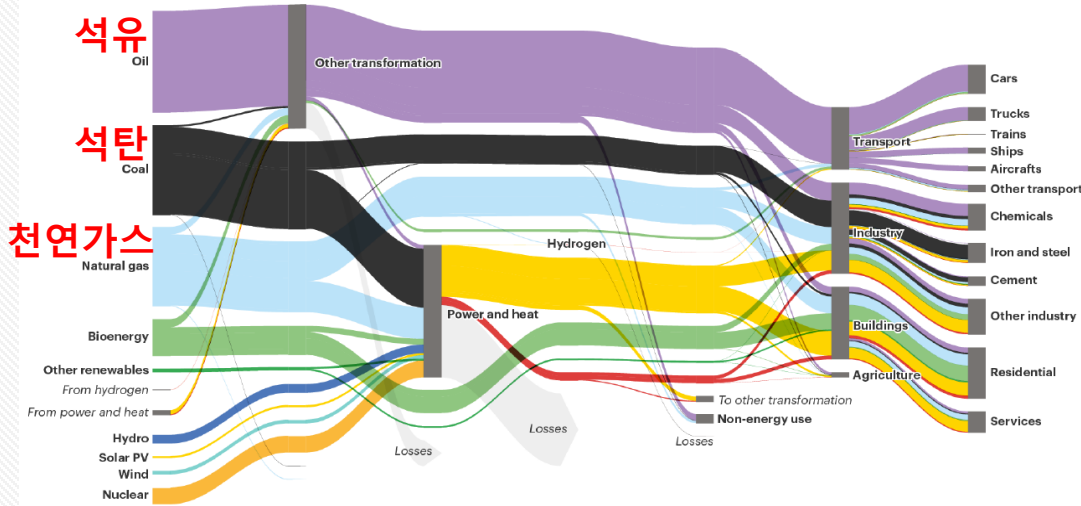 석유
Oil
Other transformation
석탄
Coal
천연가스
Natural gas
Bioenergy
Other renewables
From hydrogen
From power and heat
Hydro
Solar PV
Wind
Nuclear
Losses
Power and heat
Losses
Hydrogen
Transport
Industry
Buildings
Agriculture
To other transformation
Non-energy use
Losses
Cars
Trucks
Trains
Ships
Aircrafts
Other transport
Chemicals
Iron and steel
Cement
Other industry
Residential
Services